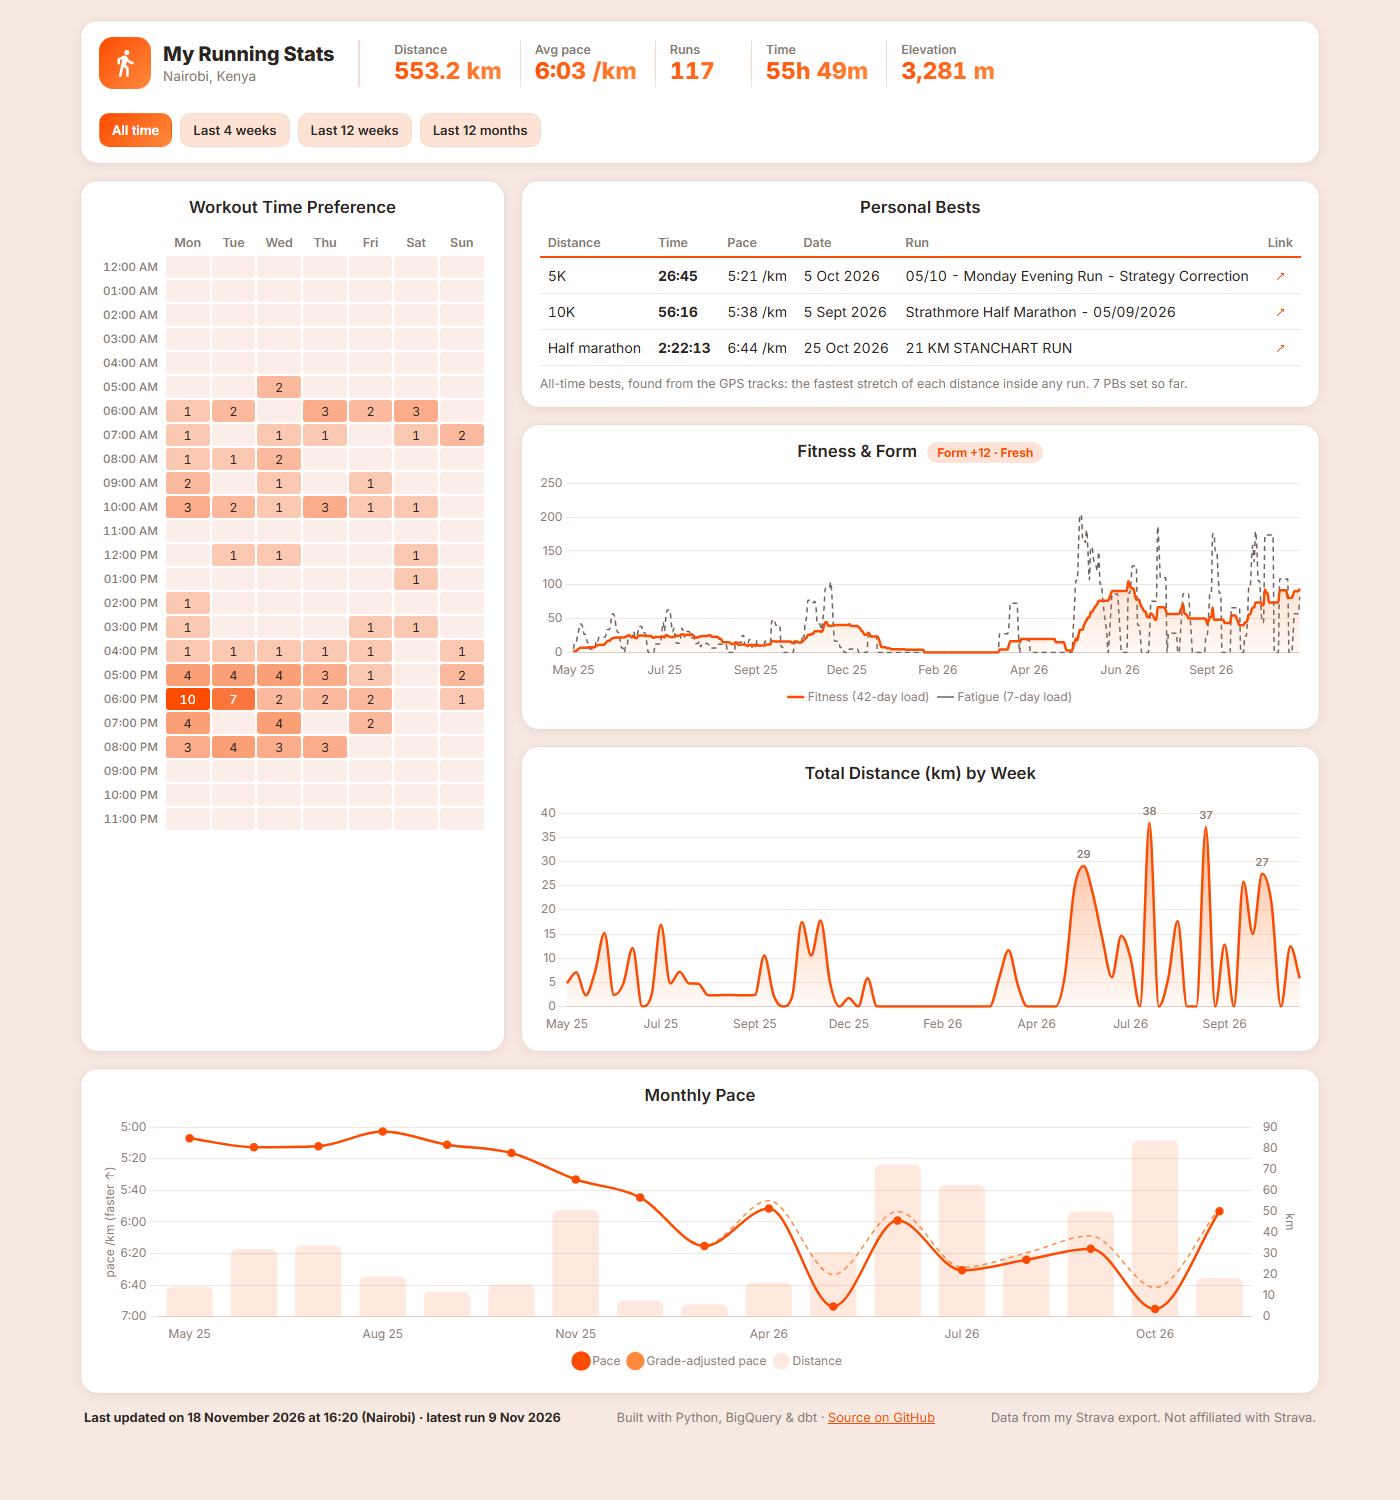 My Running Stats
Nairobi, Kenya
Distance
553.2 km
Avg pace
6:03 /km
Runs
117
Time
55h 49m
Elevation
3,281 m
All time
Last 4 weeks
Last 12 weeks
Last 12 months
Workout Time Preference
Mon Tue Wed Thu Fri Sat Sun
12:00 AM
01:00 AM
02:00 AM
03:00 AM
04:00 AM
05:00 AM 2
06:00 AM 1 2 3 2 3
07:00 AM 1 1 1 1 2
08:00 AM 1 1 2
09:00 AM 2 1 1
10:00 AM 3 2 1 3 1 1
11:00 AM
12:00 PM 1 1 1
01:00 PM 1
02:00 PM 1
03:00 PM 1 1 1
04:00 PM 1 1 1 1 1 1
05:00 PM 4 4 4 3 1 2
06:00 PM 10 7 2 2 2 1
07:00 PM 4 4 2
08:00 PM 3 4 3 3
09:00 PM
10:00 PM
11:00 PM
Personal Bests
Distance Time Pace Date Run Link
5K 26:45 5:21 /km 5 Oct 2026 05/10 - Monday Evening Run - Strategy Correction ↗
10K 56:16 5:38 /km 5 Sept 2026 Strathmore Half Marathon - 05/09/2026 ↗
Half marathon 2:22:13 6:44 /km 25 Oct 2026 21 KM STANCHART RUN ↗
All-time bests, found from the GPS tracks: the fastest stretch of each distance inside any run. 7 PBs set so far.
Fitness & Form
Form +12 · Fresh
250
200
150
100
50
0
May 25 Jul 25 Sept 25 Dec 25 Feb 26 Apr 26 Jun 26 Sept 26
Fitness (42-day load) Fatigue (7-day load)
Total Distance (km) by Week
40
35
30
25
20
15
10
5
0
29
38
37
27
May 25 Jul 25 Sept 25 Dec 25 Feb 26 Apr 26 Jul 26 Sept 26
Monthly Pace
pace /km (faster ↑)
5:00
5:20
5:40
6:00
6:20
6:40
7:00
90
80
70
60
50
40
30
20
10
0
km
May 25 Aug 25 Nov 25 Apr 26 Jul 26 Oct 26
Pace Grade-adjusted pace Distance
Last updated on 18 November 2026 at 16:20 (Nairobi) · latest run 9 Nov 2026
Built with Python, BigQuery & dbt · Source on GitHub
Data from my Strava export. Not affiliated with Strava.